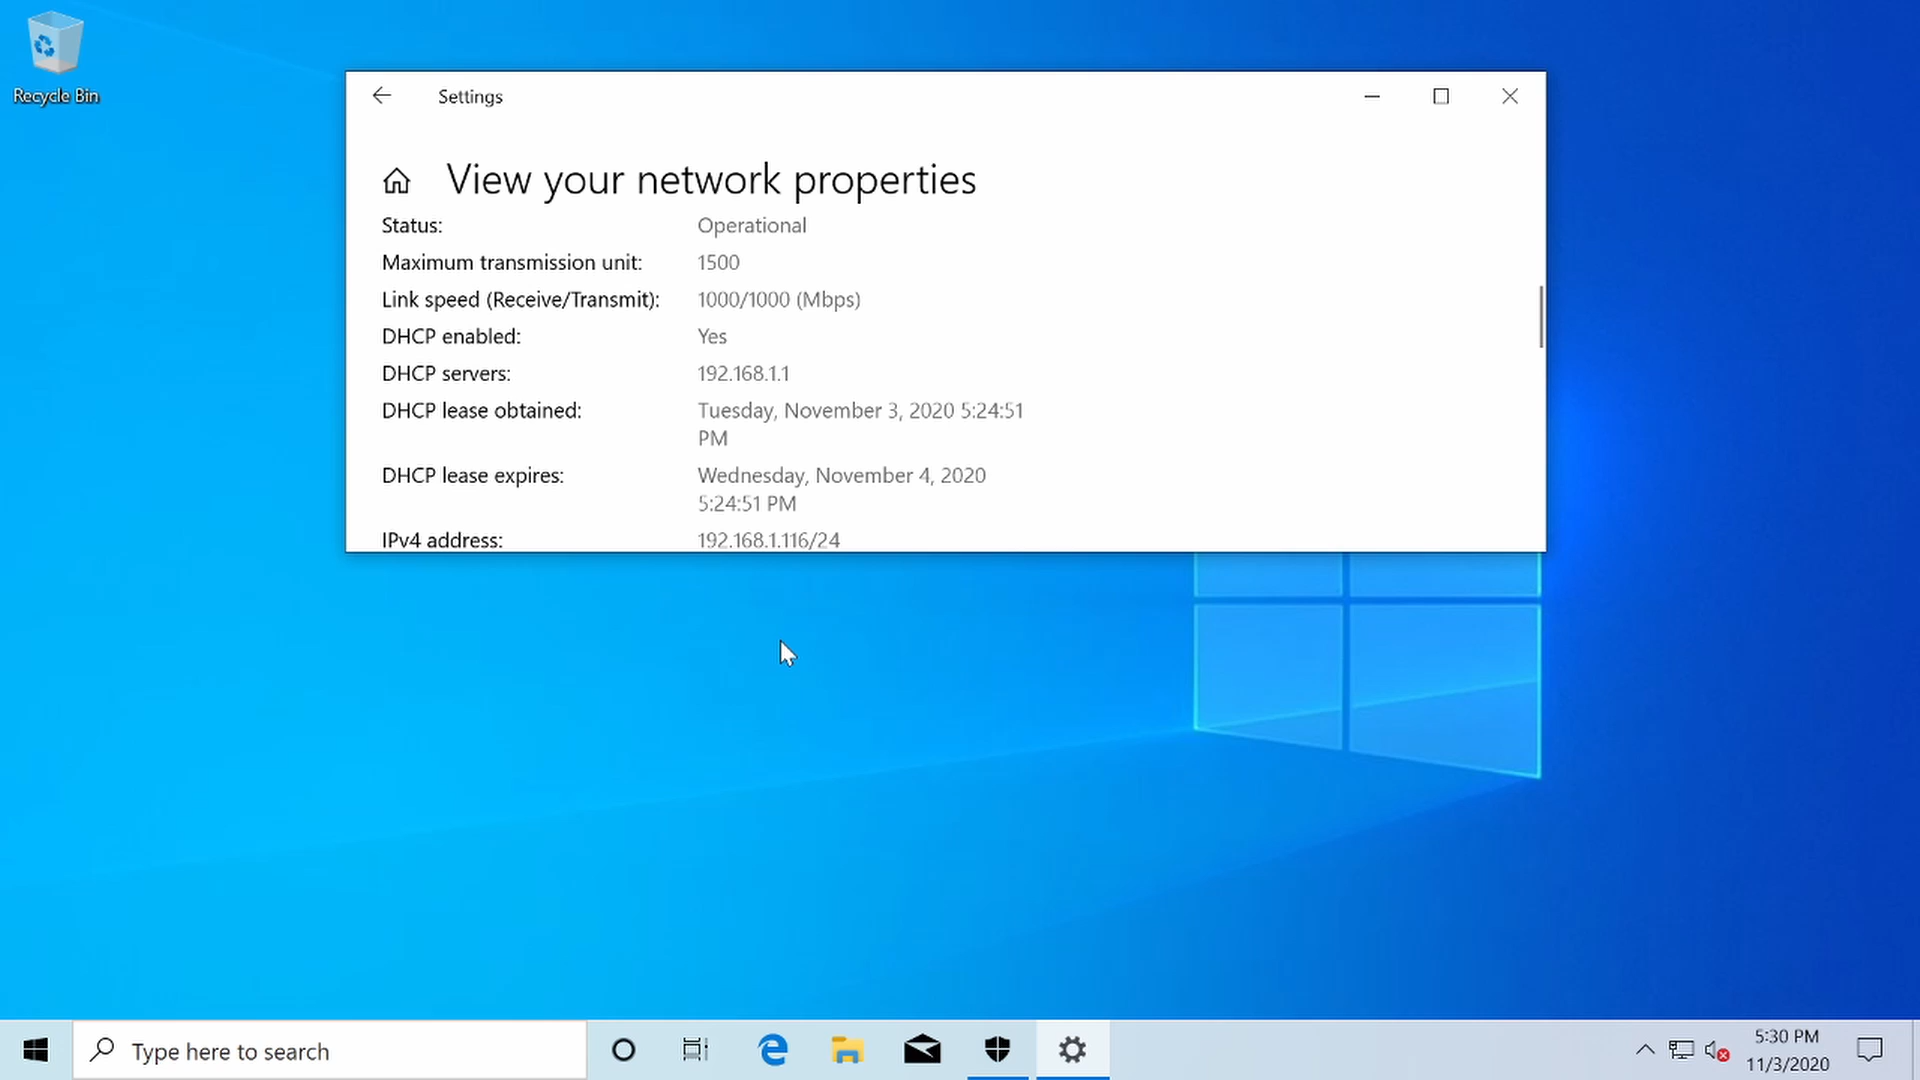 Recycle Bin
Settings
View your network properties
Status: Operational
Maximum transmission unit: 1500
Link speed (Receive/Transmit): 1000/1000 (Mbps)
DHCP enabled: Yes
DHCP servers: 192.168.1.1
DHCP lease obtained: Tuesday, November 3, 2020 5:24:51
PM
DHCP lease expires: Wednesday, November 4, 2020
5:24:51 PM
IPv4 address: 192.168.1.116/24
Type here to search
5:30 PM
11/3/2020